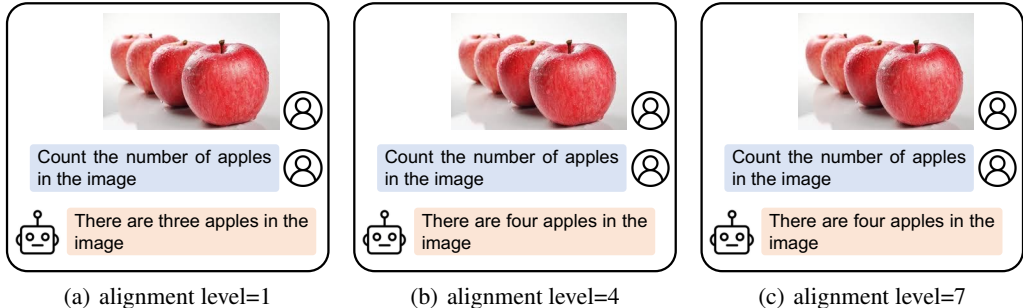 Count the number of apples
in the image
There are three apples in the
image
(a) alignment level=1
Count the number of apples
in the image
There are four apples in the
image
(b) alignment level=4
Count the number of apples
in the image
There are four apples in the
image
(c) alignment level=7